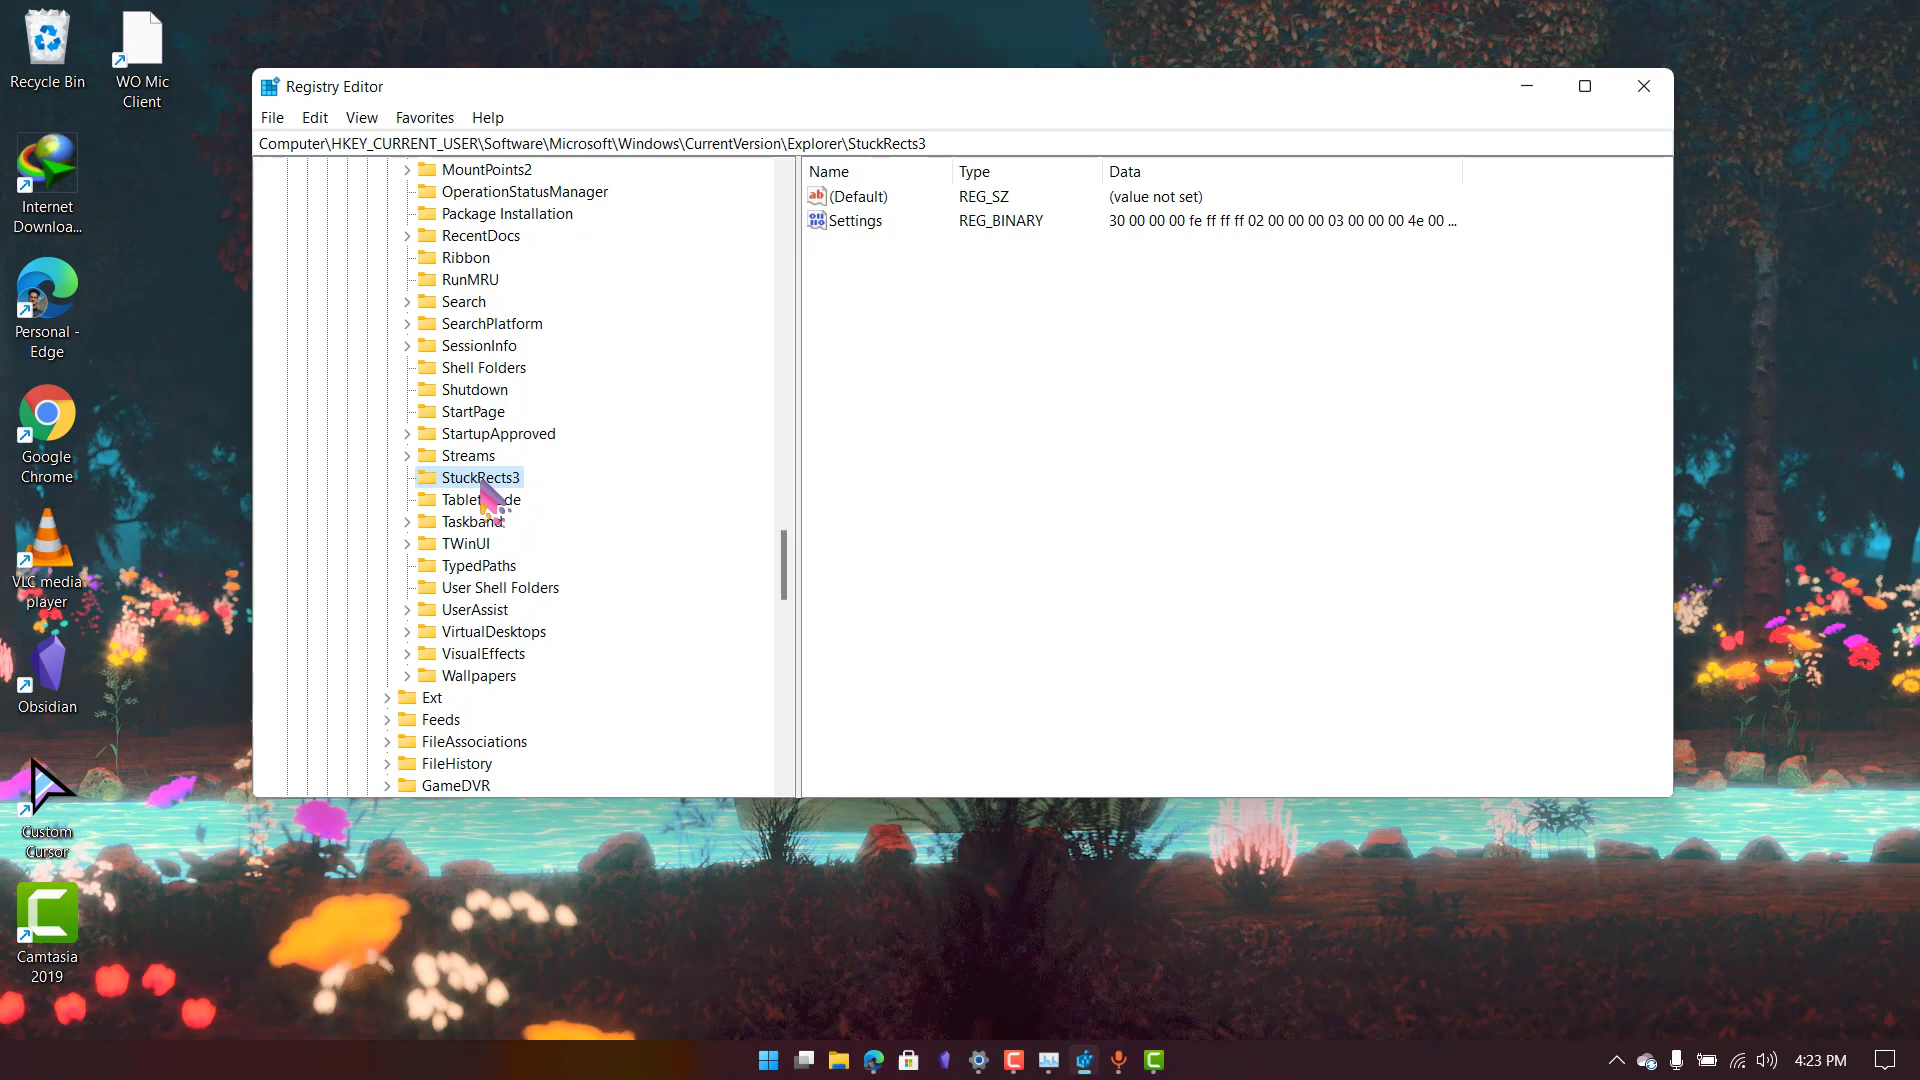 Recycle Bin
WO Mic
Client
Internet
Downloa...
Personal -
Edge
Google
Chrome
VLC media
player
Obsidian
Custom
Cursor
Camtasia
2019
Registry Editor
File Edit View Favorites Help
Computer\HKEY_CURRENT_USER\Software\Microsoft\Windows\CurrentVersion\Explorer\StuckRects3
MountPoints2
OperationStatusManager
Package Installation
RecentDocs
Ribbon
RunMRU
Search
SearchPlatform
SessionInfo
Shell Folders
Shutdown
StartPage
StartupApproved
Streams
StuckRects3
Taskband
TWinUI
TypedPaths
User Shell Folders
UserAssist
VirtualDesktops
VisualEffects
Wallpapers
Ext
Feeds
FileAssociations
FileHistory
GameDVR
Name Type Data
ab (Default) REG_SZ (value not set)
Settings REG_BINARY 30 00 00 00 fe ff ff ff 02 00 00 00 03 00 00 00 4e 00 ...
4:23 PM